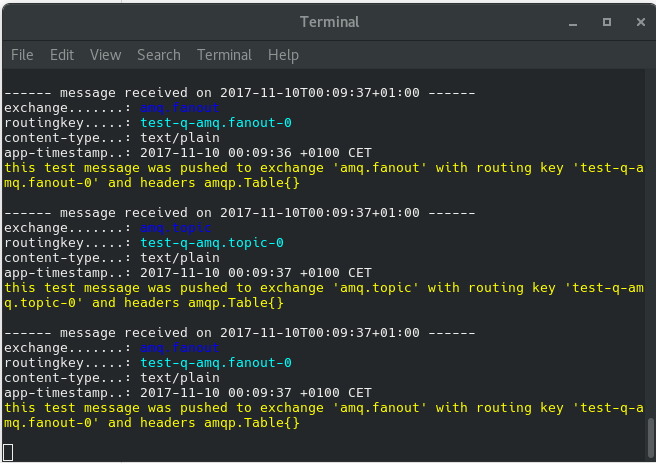 Terminal
File Edit View Search Terminal Help
------ message received on 2017-11-10T00:09:37+01:00 ------
exchange.......: amq.fanout
routingkey.....: test-q-amq.fanout-0
content-type...: text/plain
app-timestamp..: 2017-11-10 00:09:36 +0100 CET
this test message was pushed to exchange 'amq.fanout' with routing key 'test-q-a
mq.fanout-0' and headers amqp.Table{}
------ message received on 2017-11-10T00:09:37+01:00 ------
exchange.......: amq.topic
routingkey.....: test-q-amq.topic-0
content-type...: text/plain
app-timestamp..: 2017-11-10 00:09:37 +0100 CET
this test message was pushed to exchange 'amq.topic' with routing key 'test-q-am
q.topic-0' and headers amqp.Table{}
------ message received on 2017-11-10T00:09:37+01:00 ------
exchange.......: amq.fanout
routingkey.....: test-q-amq.fanout-0
content-type...: text/plain
app-timestamp..: 2017-11-10 00:09:37 +0100 CET
this test message was pushed to exchange 'amq.fanout' with routing key 'test-q-a
mq.fanout-0' and headers amqp.Table{}